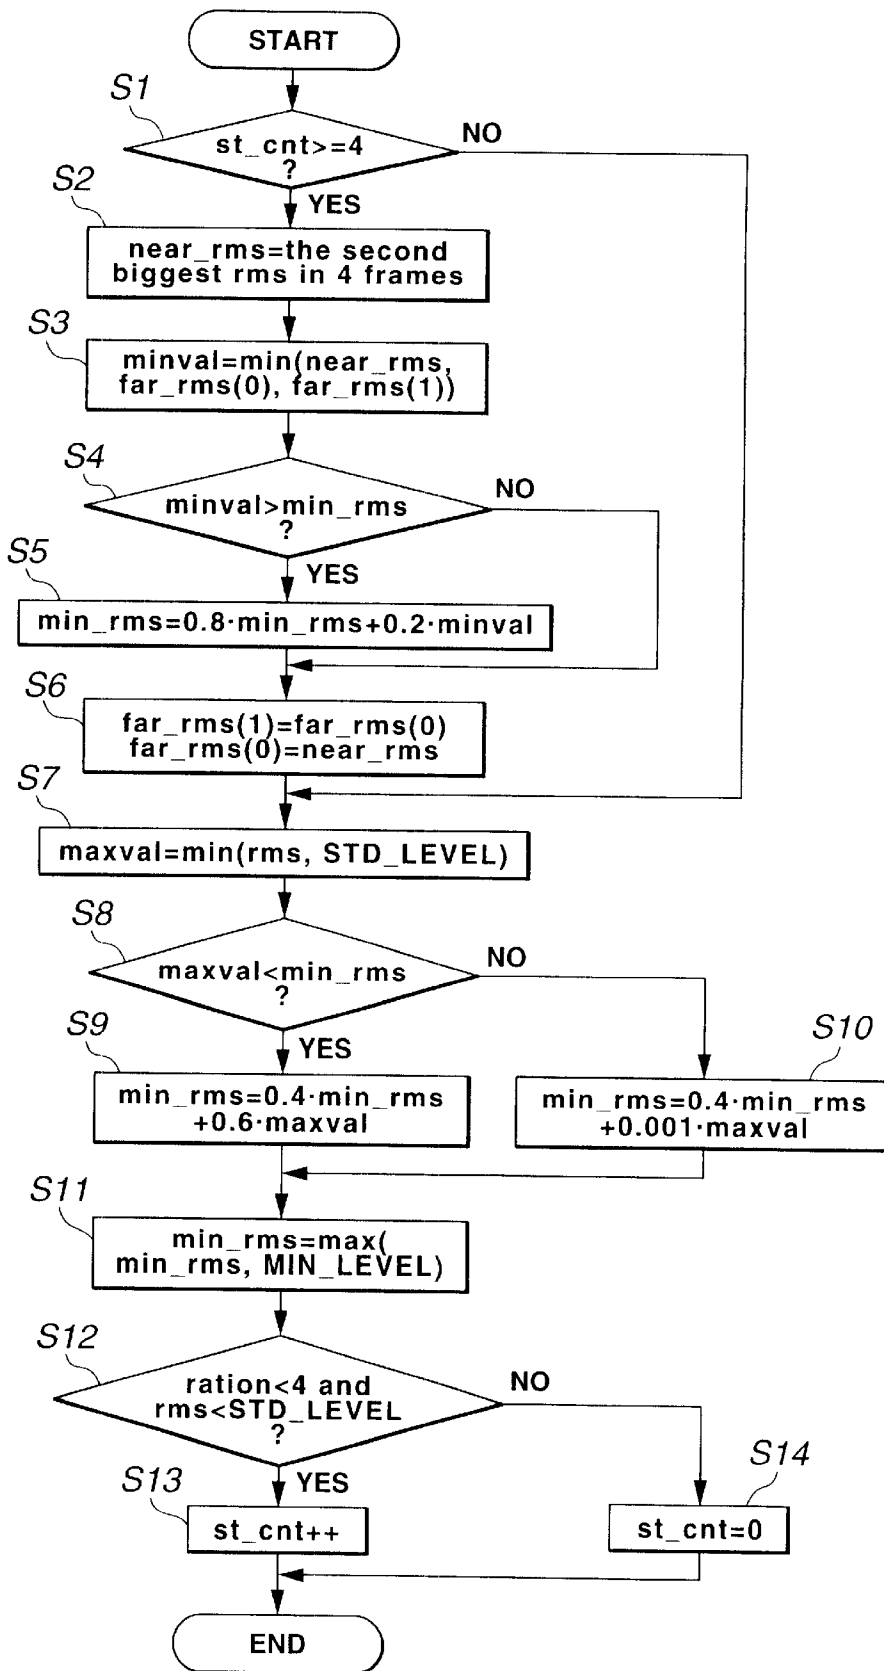 START
S1
st_cnt>=4
?
NO
YES
S2
near_rms=the second
biggest rms in 4 frames
S3
minval=min(near_rms,
far_rms(0), far_rms(1))
S4
minval>min_rms
?
NO
YES
S5
min_rms=0.8·min_rms+0.2·minval
S6
far_rms(1)=far_rms(0)
far_rms(0)=near_rms
S7
maxval=min(rms, STD_LEVEL)
S8
maxval<min_rms
?
NO
YES
S9
min_rms=0.4·min_rms
+0.6·maxval
S10
min_rms=0.4·min_rms
+0.001·maxval
S11
min_rms=max(
min_rms, MIN_LEVEL)
S12
ration<4 and
rms<STD_LEVEL
?
NO
YES
S13
st_cnt++
S14
st_cnt=0
END